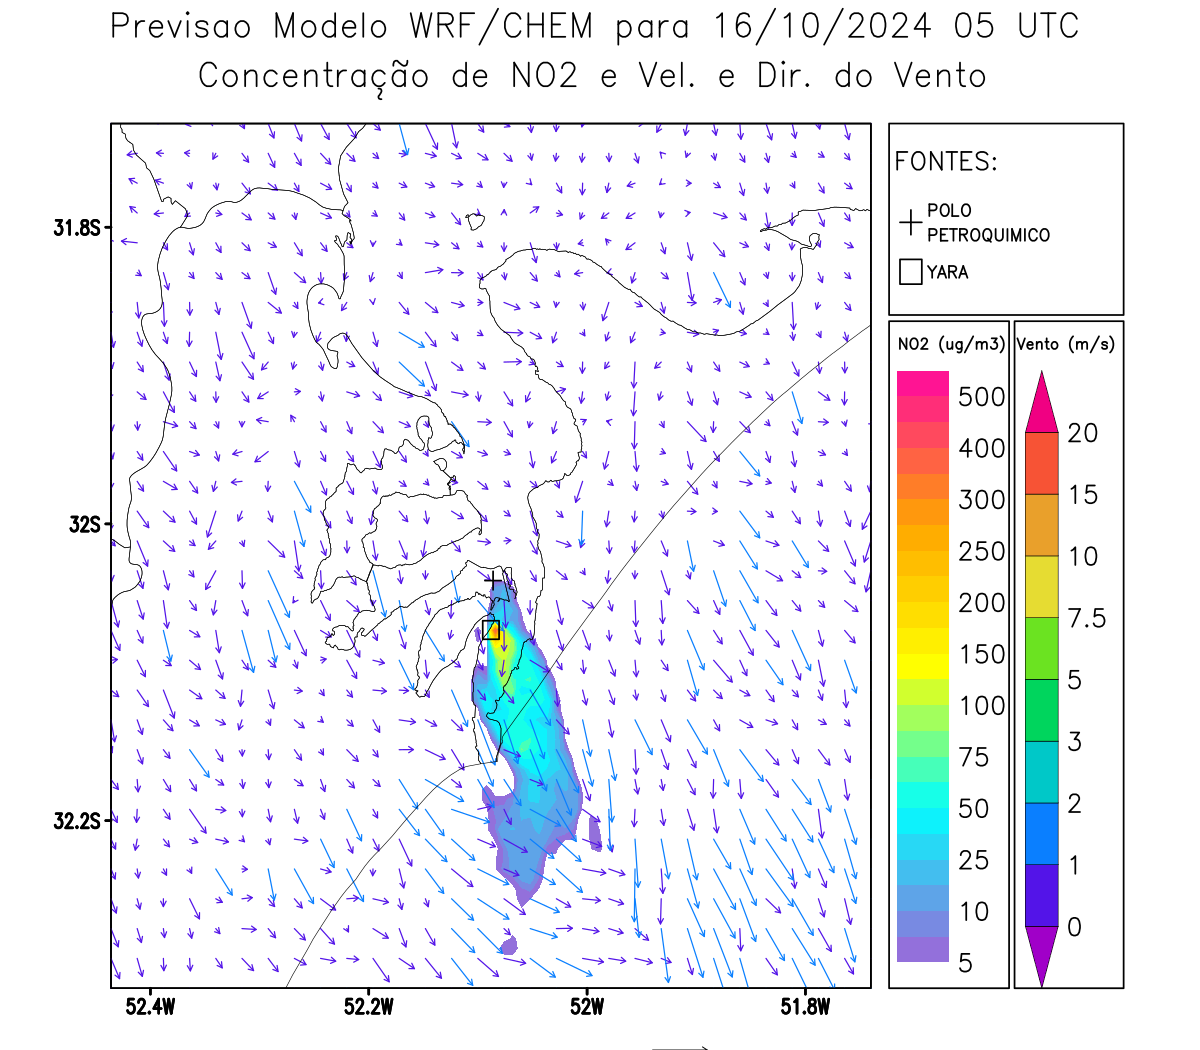 Previsao Modelo WRF/CHEM para 16/10/2024 05 UTC
Concentração de NO2 e Vel. e Dir. do Vento
FONTES:
POLO
PETROQUIMICO
YARA
NO2 (ug/m3)
500
400
300
250
200
150
100
75
50
25
10
5
Vento (m/s)
20
15
10
7.5
5
3
2
1
0
31.8S
32S
32.2S
52.4W
52.2W
52W
51.8W